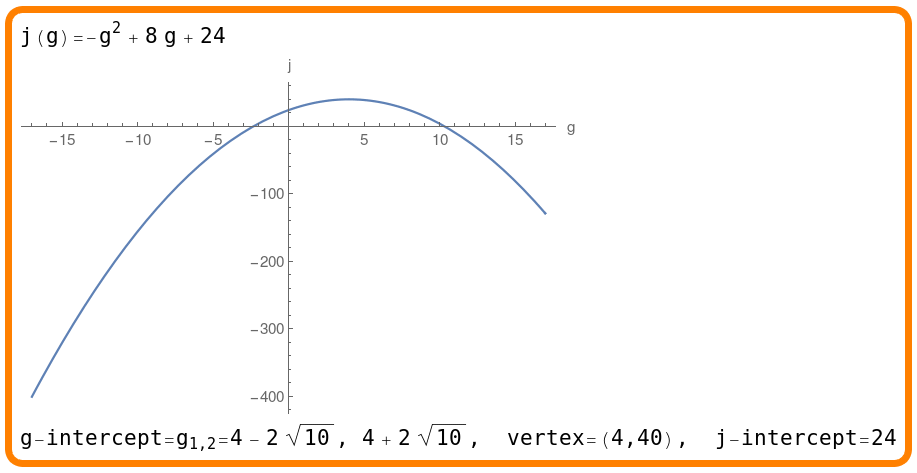 j(g)=-g² + 8 g + 24
j
-15 -10 -5 5 10 15 g
-100
-200
-300
-400
g-intercept=g₁,₂=4 - 2 √10, 4 + 2 √10, vertex=(4,40), j-intercept=24